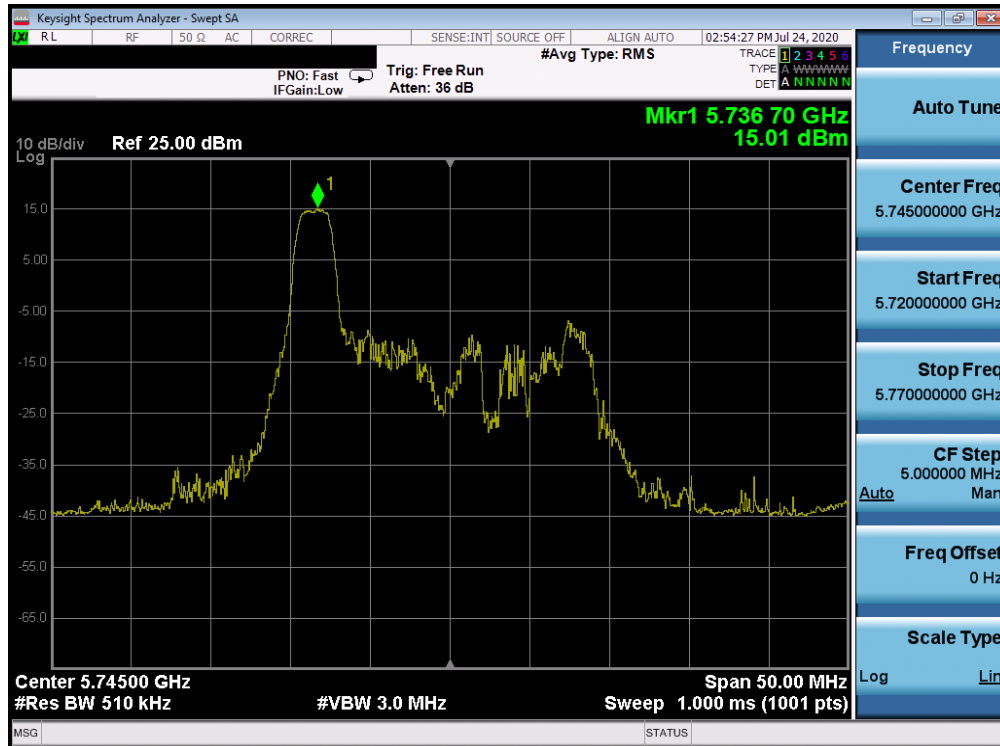 Keysight Spectrum Analyzer - Swept SA
LXI RL RF 50 Ω AC CORREC SENSE:INT SOURCE OFF ALIGN AUTO 02:54:27 PM Jul 24, 2020
PNO: Fast
IFGain:Low
Trig: Free Run
Atten: 36 dB
#Avg Type: RMS
TRACE 1 2 3 4 5 6
TYPE A WWWWW
DET A N N N N N
Mkr1 5.736 70 GHz
15.01 dBm
10 dB/div
Log
Ref 25.00 dBm
1
15.0
5.00
-5.00
-15.0
-25.0
-35.0
-45.0
-55.0
-65.0
Center 5.74500 GHz
Span 50.00 MHz
#Res BW 510 kHz
#VBW 3.0 MHz
Sweep 1.000 ms (1001 pts)
MSG
STATUS
Frequency
Auto Tune
Center Freq
5.745000000 GHz
Start Freq
5.720000000 GHz
Stop Freq
5.770000000 GHz
CF Step
5.000000 MHz
Auto Man
Freq Offset
0 Hz
Scale Type
Log Lin